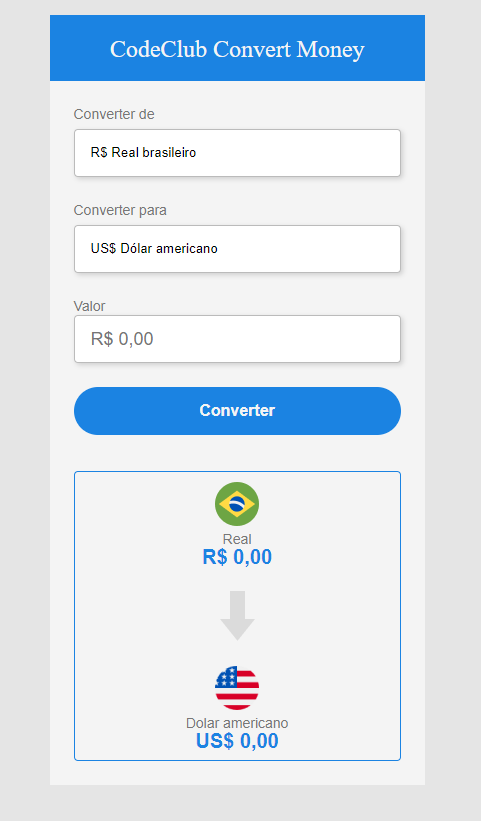 CodeClub Convert Money
Converter de
R$ Real brasileiro
Converter para
US$ Dólar americano
Valor
R$ 0,00
Converter
Real
R$ 0,00
Dolar americano
US$ 0,00